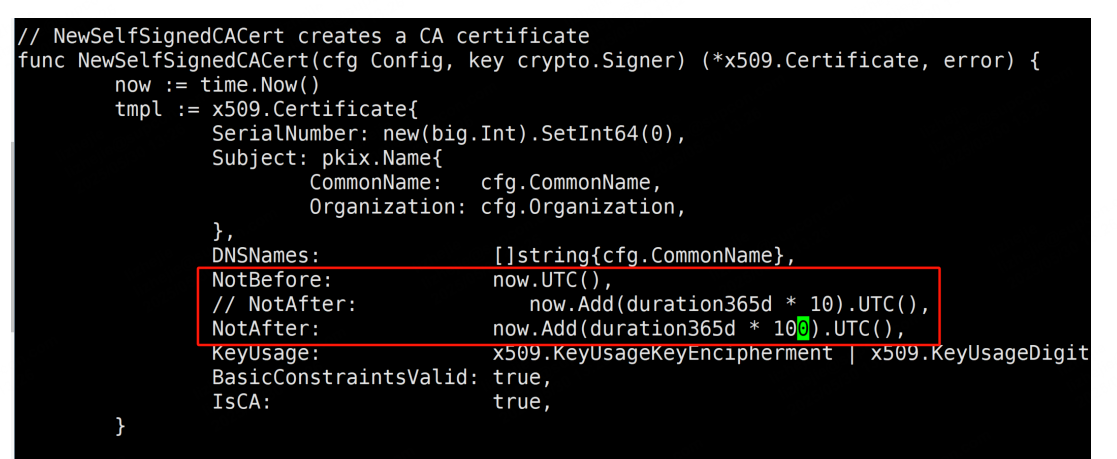 // NewSelfSignedCACert creates a CA certificate
func NewSelfSignedCACert(cfg Config, key crypto.Signer) (*x509.Certificate, error) {
        now := time.Now()
        tmpl := x509.Certificate{
                SerialNumber: new(big.Int).SetInt64(0),
                Subject: pkix.Name{
                        CommonName:   cfg.CommonName,
                        Organization: cfg.Organization,
                },
                DNSNames:              []string{cfg.CommonName},
                NotBefore:             now.UTC(),
                // NotAfter:              now.Add(duration365d * 10).UTC(),
                NotAfter:              now.Add(duration365d * 100).UTC(),
                KeyUsage:              x509.KeyUsageKeyEncipherment | x509.KeyUsageDigit
                BasicConstraintsValid: true,
                IsCA:                  true,
        }